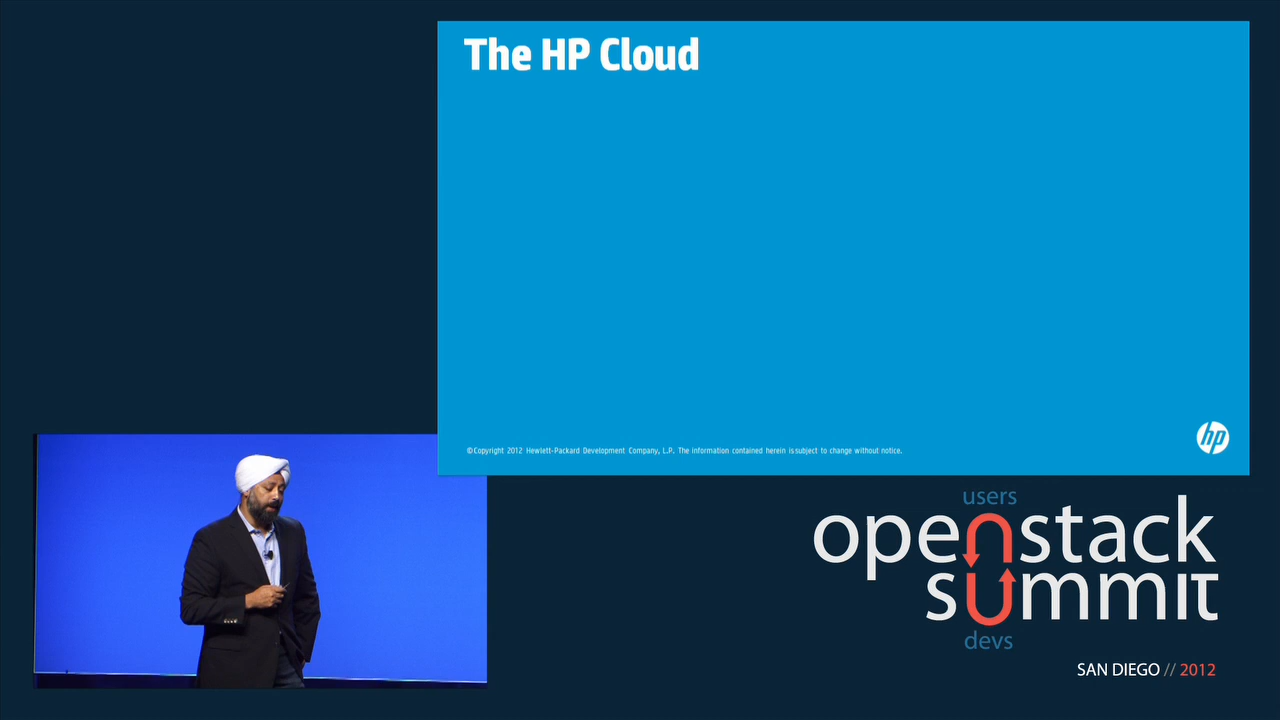 The HP Cloud
©Copyright 2012 Hewlett-Packard Development Company, L.P. The information contained herein is subject to change without notice.
hp
users
openstack
summit
devs
SAN DIEGO // 2012